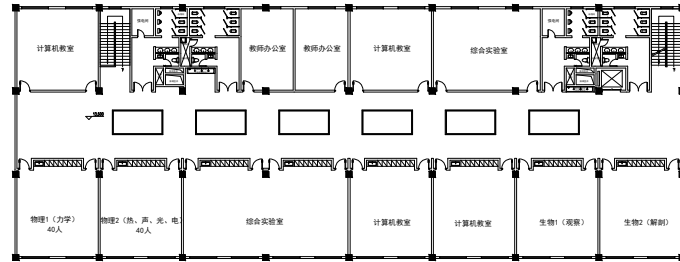 计算机教室
强电间
教师办公室
教师办公室
计算机教室
综合实验室
物理1（力学）
40人
物理2（热、声、光、电）
40人
综合实验室
计算机教室
计算机教室
生物1（观察）
生物2（解剖）